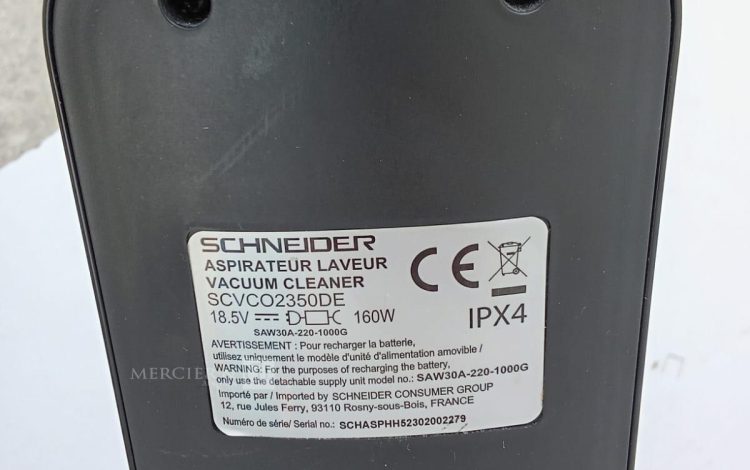 SCHNEIDER
ASPIRATEUR LAVEUR
VACUUM CLEANER
SCVCO2350DE
18.5V 160W
IPX4
SAW30A-220-1000G
AVERTISSEMENT : Pour recharger la batterie,
utilisez uniquement le modèle d'unité d'alimentation amovible /
WARNING: For the purposes of recharging the battery,
only use the detachable supply unit model no.: SAW30A-220-1000G
Importé par / Imported by SCHNEIDER CONSUMER GROUP
12, rue Jules Ferry, 93110 Rosny-sous-Bois, FRANCE
Numéro de série/ Serial no.: SCHASPHH52302002279
CE